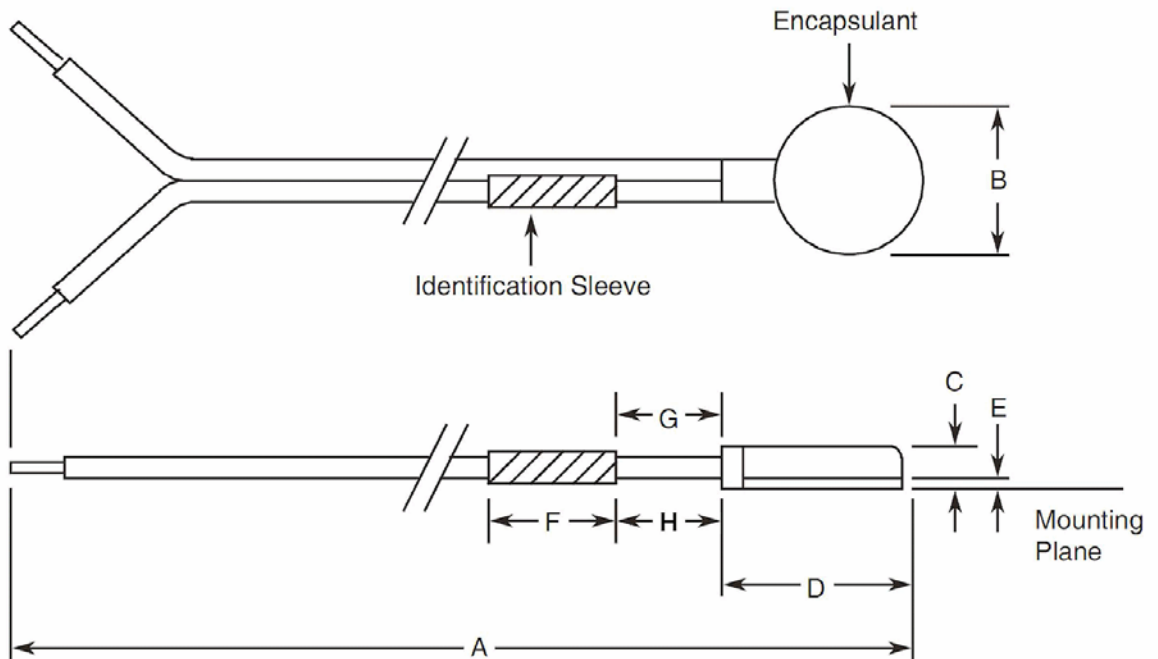 Encapsulant
B
Identification Sleeve
C
E
G
F
H
Mounting
Plane
D
A